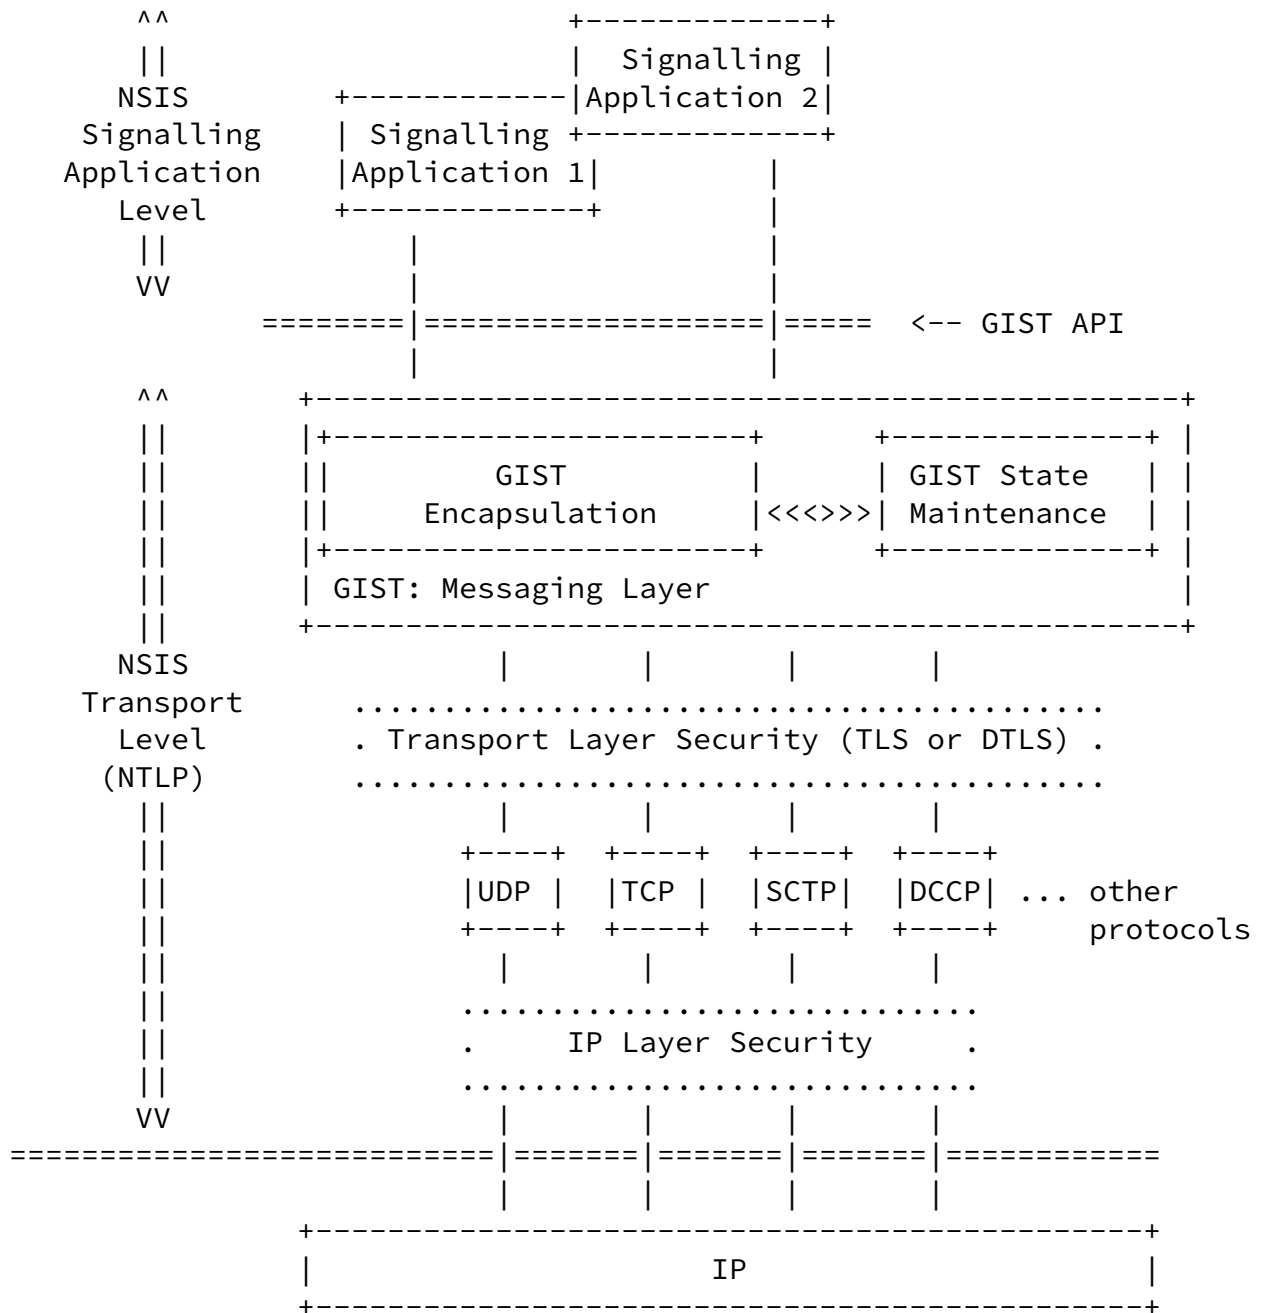 ^^                      +-------------+
      ||                      |  Signalling |
     NSIS        +------------|Application 2|
   Signalling    | Signalling +-------------+
  Application    |Application 1|         |
     Level       +-------------+         |
      ||             |                   |
      VV             |                   |
             ========|===================|=====  <-- GIST API
                     |                   |
      ^^       +------------------------------------------------+
      ||       |+-----------------------+      +--------------+ |
      ||       ||         GIST          |      | GIST State   | |
      ||       ||     Encapsulation     |<<<>>>| Maintenance  | |
      ||       |+-----------------------+      +--------------+ |
      ||       | GIST: Messaging Layer                          |
      ||       +------------------------------------------------+
     NSIS                 |       |       |       |
   Transport      ..........................................
     Level        . Transport Layer Security (TLS or DTLS) .
    (NTLP)        ..........................................
      ||                  |       |       |       |
      ||                +----+  +----+  +----+  +----+
      ||                |UDP |  |TCP |  |SCTP|  |DCCP| ... other
      ||                +----+  +----+  +----+  +----+     protocols
      ||                  |       |       |       |
      ||                .............................
      ||                .     IP Layer Security     .
      ||                .............................
      VV                  |       |       |       |
===========================|=======|=======|=======|============
                          |       |       |       |
               +----------------------------------------------+
               |                      IP                      |
               +----------------------------------------------+